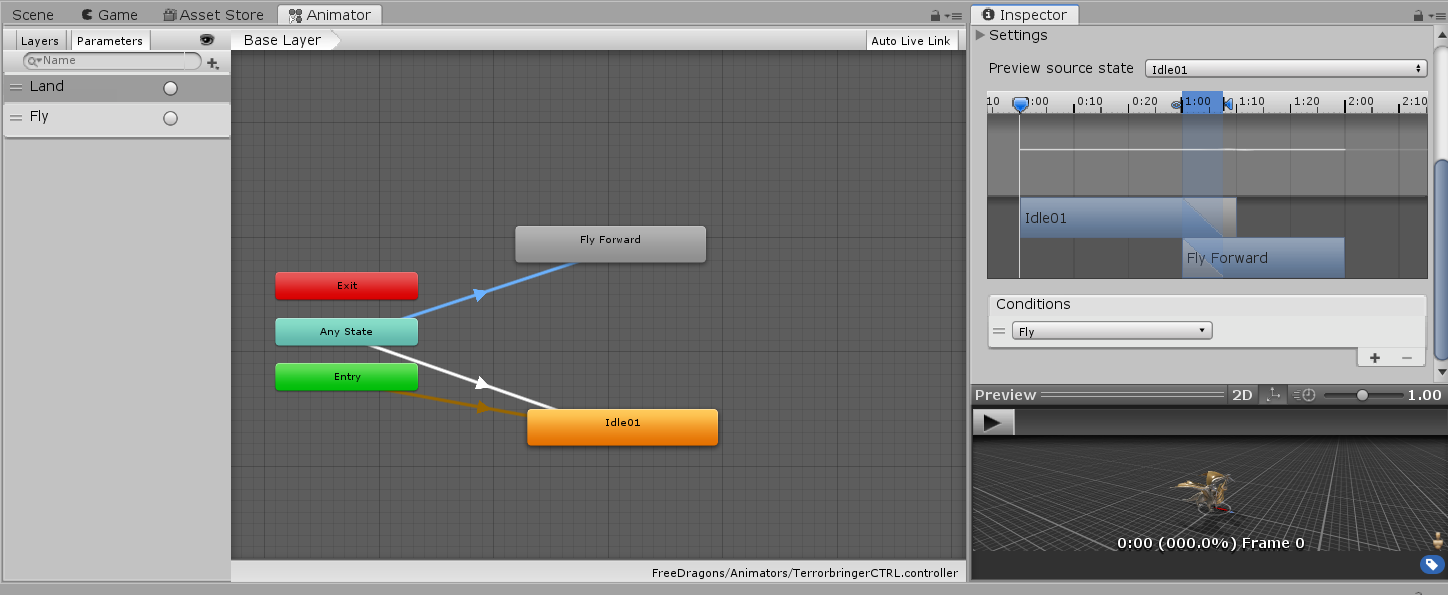 Scene Game Asset Store Animator
Layers Parameters
Base Layer
Auto Live Link
Name
Land
Fly
Fly Forward
Exit
Any State
Entry
Idle01
FreeDragons/Animators/TerrorbringerCTRL.controller
Inspector
Settings
Preview source state Idle01
10 :00 0:10 0:20 1:00 1:10 1:20 2:00 2:10
Idle01
Fly Forward
Conditions
Fly
Preview 2D 1.00
0:00 (000.0%) Frame 0